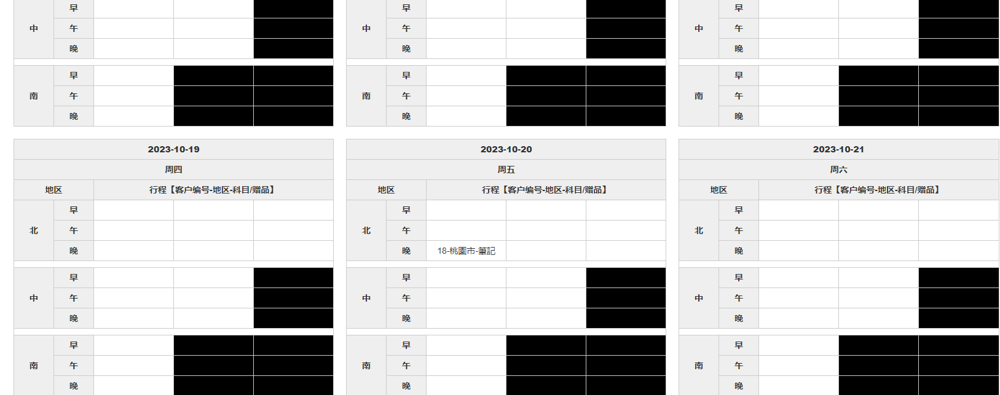 早 早 早
中 午 中 午 中 午
晚 晚 晚
早 早 早
南 午 南 午 南 午
晚 晚 晚
2023-10-19 2023-10-20 2023-10-21
周四 周五 周六
地区 行程【客户编号-地区-科目/赠品】 地区 行程【客户编号-地区-科目/赠品】 地区 行程【客户编号-地区-科目/赠品】
早 早 早
北 午 北 午 北 午
晚 晚 18-桃園市-筆記 晚
早 早 早
中 午 中 午 中 午
晚 晚 晚
早 早 早
南 午 南 午 南 午
晚 晚 晚